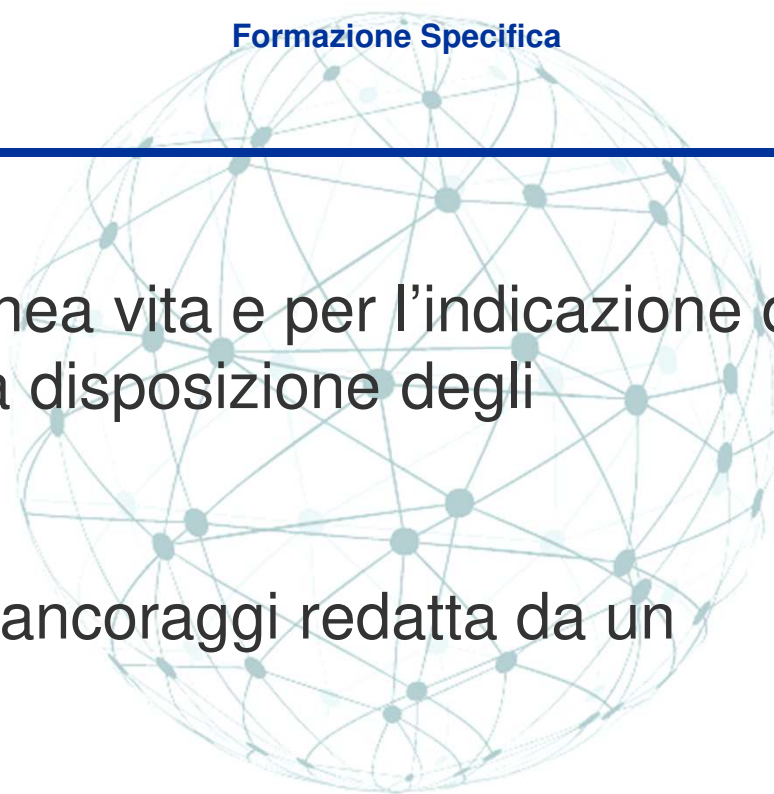 Formazione Specifica
nea vita e per l’indicazione
a disposizione degli
ancoraggi redatta da un